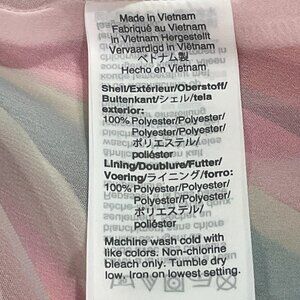 Made in Vietnam
Fabriqué au Vietnam
in Vietnam Hergestellt
Vervaardigd in Viëtnam
ベトナム製
Hecho en Vietnam
Shell/Extérieur/Oberstoff/
Buitenkant/シェル/tela
exterior:
100% Polyester/Polyester/
Polyester/Polyester/
ポリエステル/
poliéster
Lining/Doublure/Futter/
Voering/ライニング/forro:
100% Polyester/Polyester/
Polyester/Polyester/
ポリエステル/
poliéster
Machine wash cold with
like colors. Non-chlorine
bleach only. Tumble dry
low. Iron on lowest setting.